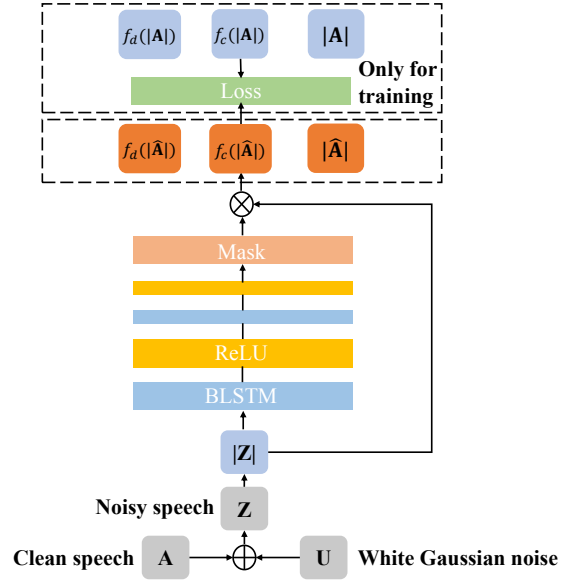 f_d(|A|) f_c(|A|) |A|
Only for
training
Loss
f_d(|Â|) f_c(|Â|) |Â|
Mask
ReLU
BLSTM
|Z|
Noisy speech Z
Clean speech A U White Gaussian noise